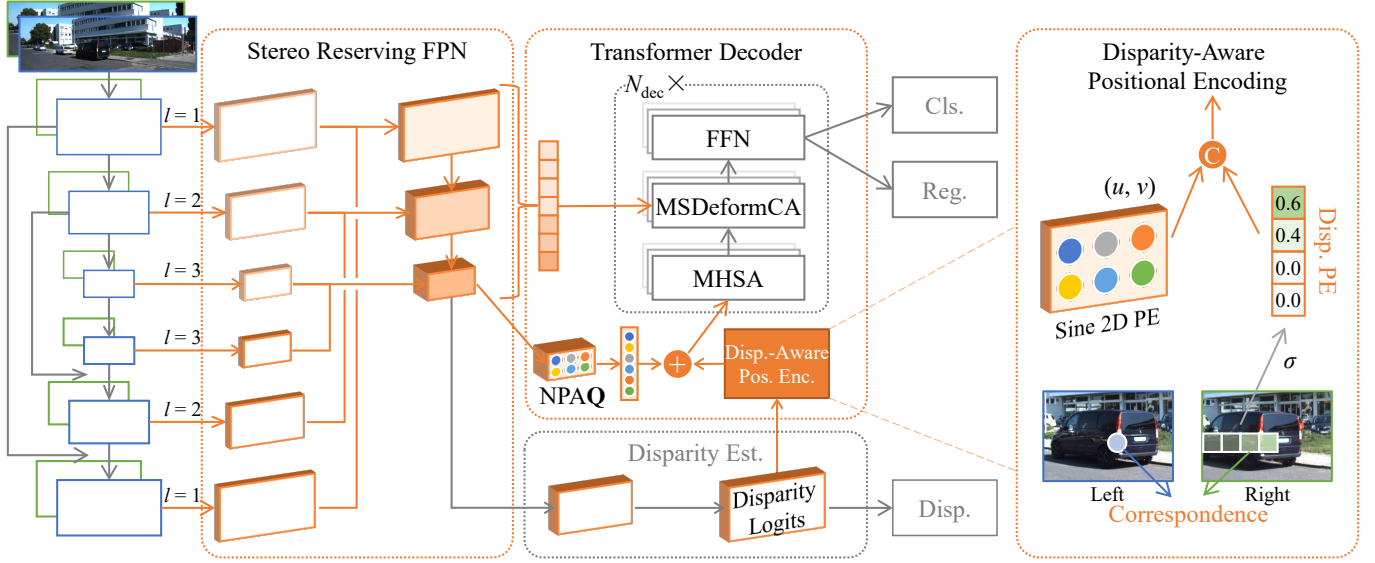 Stereo Reserving FPN
l = 1
l = 2
l = 3
l = 3
l = 2
l = 1
Transformer Decoder
N_dec ×
FFN
MSDeformCA
MHSA
NPAQ
+
Disp.-Aware
Pos. Enc.
Cls.
Reg.
Disparity Est.
Disparity
Logits
Disp.
Disparity-Aware
Positional Encoding
C
(u, v)
Sine 2D PE
0.6
0.4
0.0
0.0
Disp. PE
σ
Left
Right
Correspondence